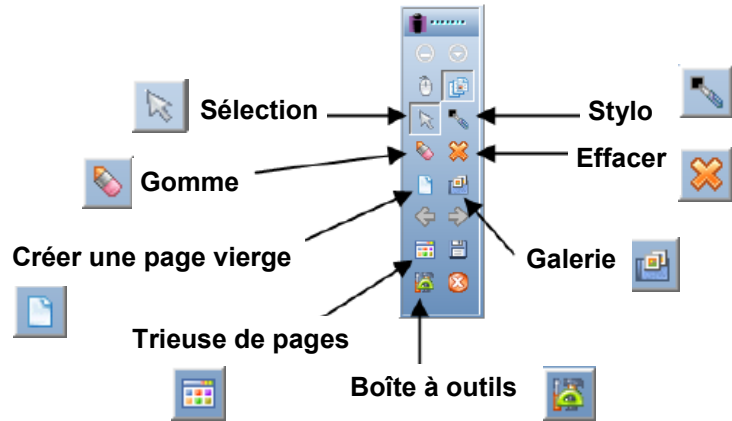 Sélection
Stylo
Gomme
Effacer
Créer une page vierge
Galerie
Trieuse de pages
Boîte à outils